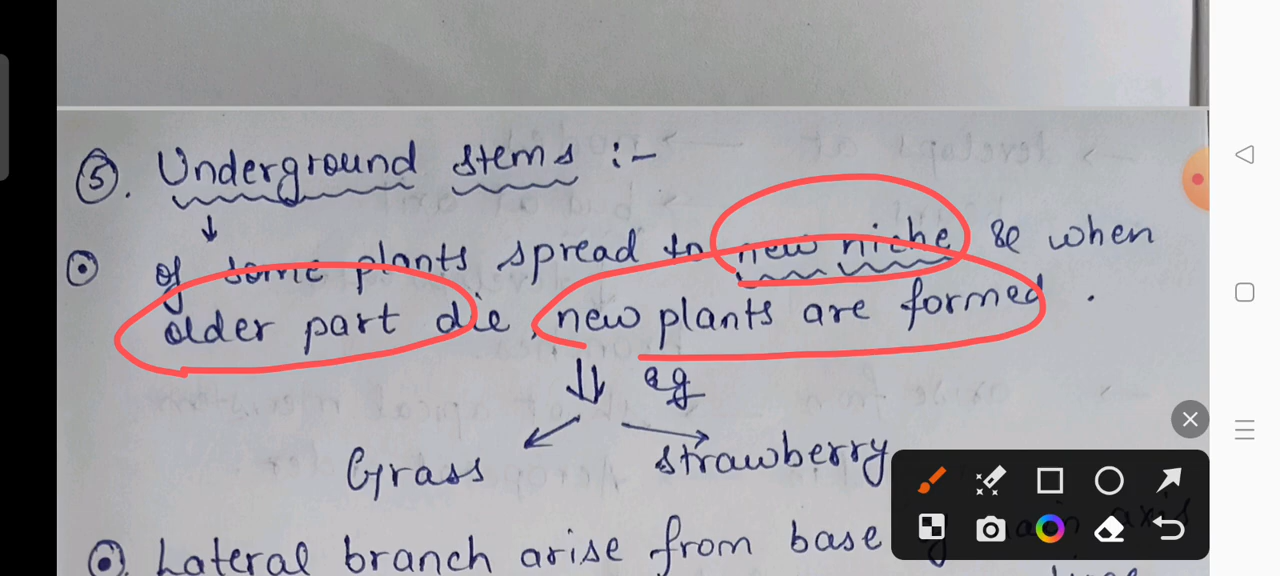 ⑤. Underground stems :-
⊙ of some plants spread to new niche & when
older part die, new plants are formed.
eg
Grass strawberry
⊙ Lateral branch arise from base